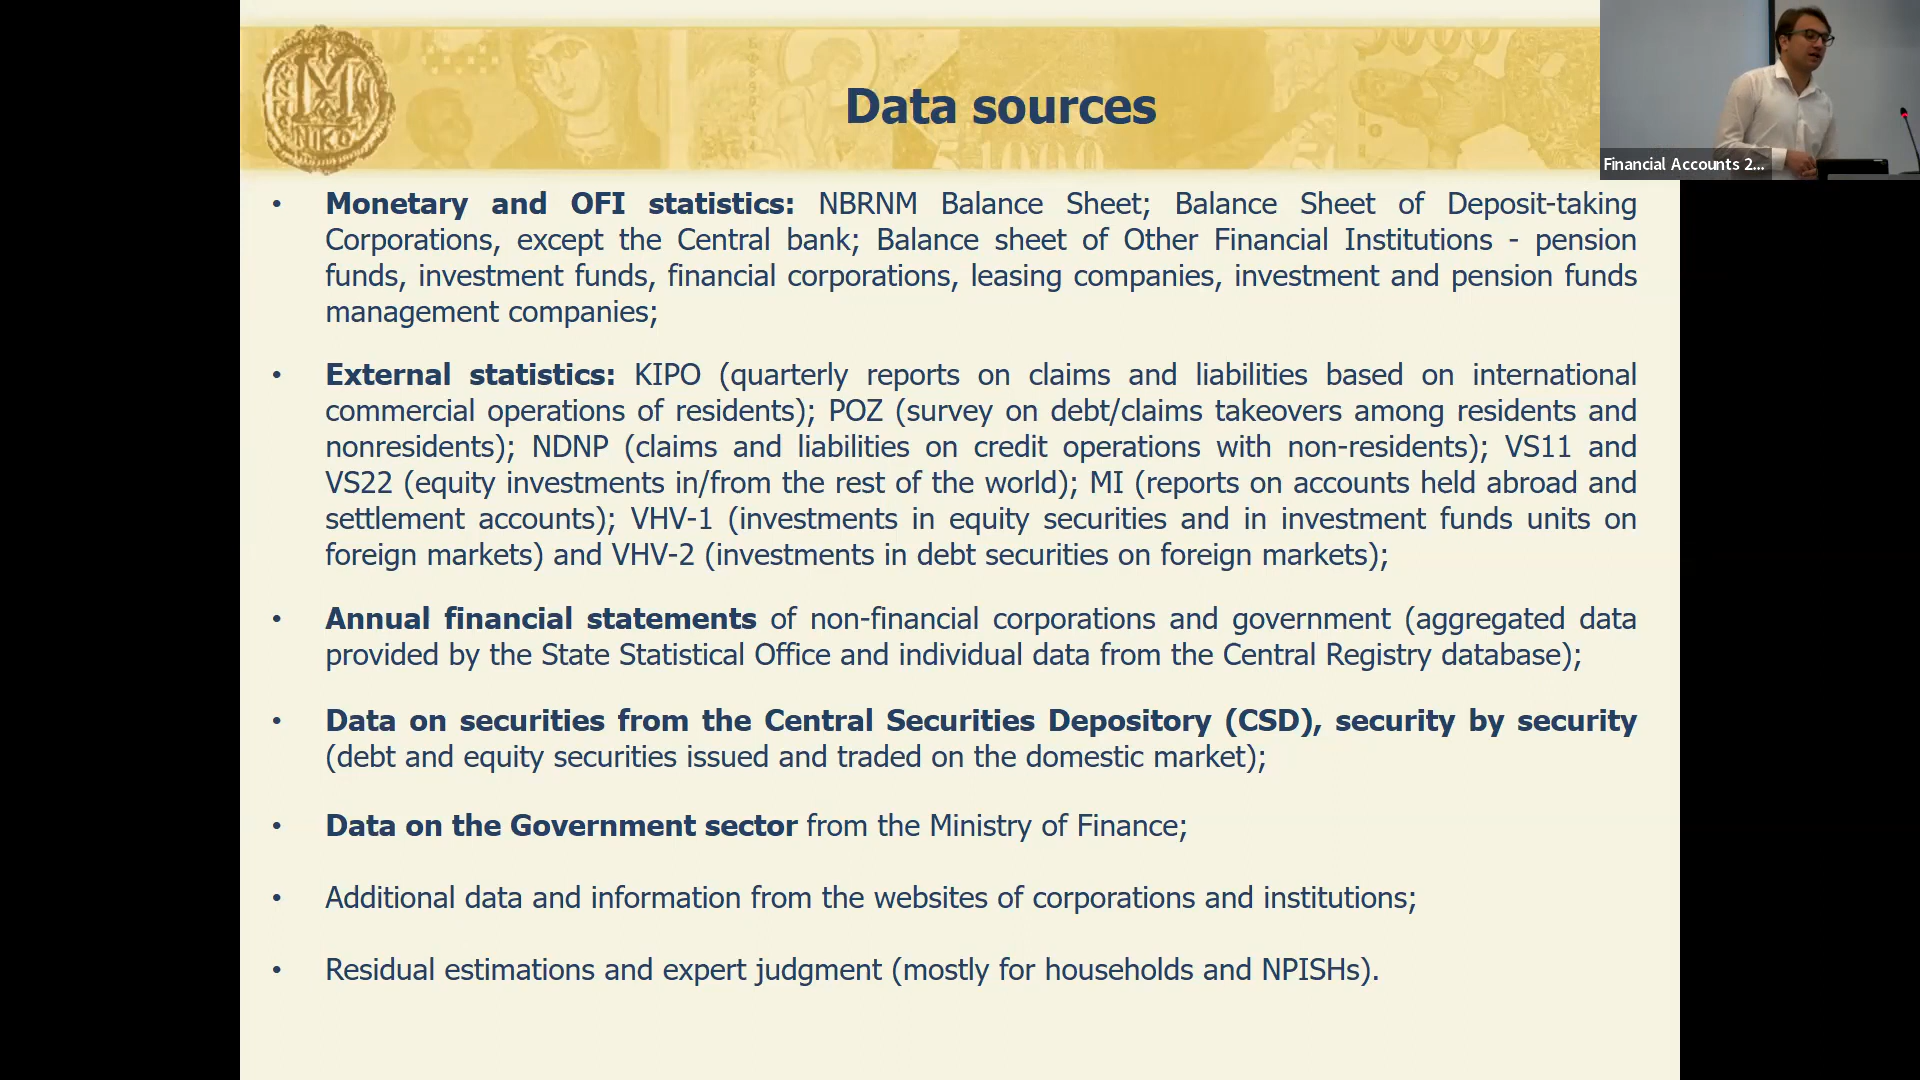 Data sources
Financial Accounts 2...
• Monetary and OFI statistics: NBRNM Balance Sheet; Balance Sheet of Deposit-taking
Corporations, except the Central bank; Balance sheet of Other Financial Institutions - pension
funds, investment funds, financial corporations, leasing companies, investment and pension funds
management companies;
• External statistics: KIPO (quarterly reports on claims and liabilities based on international
commercial operations of residents); POZ (survey on debt/claims takeovers among residents and
nonresidents); NDNP (claims and liabilities on credit operations with non-residents); VS11 and
VS22 (equity investments in/from the rest of the world); MI (reports on accounts held abroad and
settlement accounts); VHV-1 (investments in equity securities and in investment funds units on
foreign markets) and VHV-2 (investments in debt securities on foreign markets);
• Annual financial statements of non-financial corporations and government (aggregated data
provided by the State Statistical Office and individual data from the Central Registry database);
• Data on securities from the Central Securities Depository (CSD), security by security
(debt and equity securities issued and traded on the domestic market);
• Data on the Government sector from the Ministry of Finance;
• Additional data and information from the websites of corporations and institutions;
• Residual estimations and expert judgment (mostly for households and NPISHs).